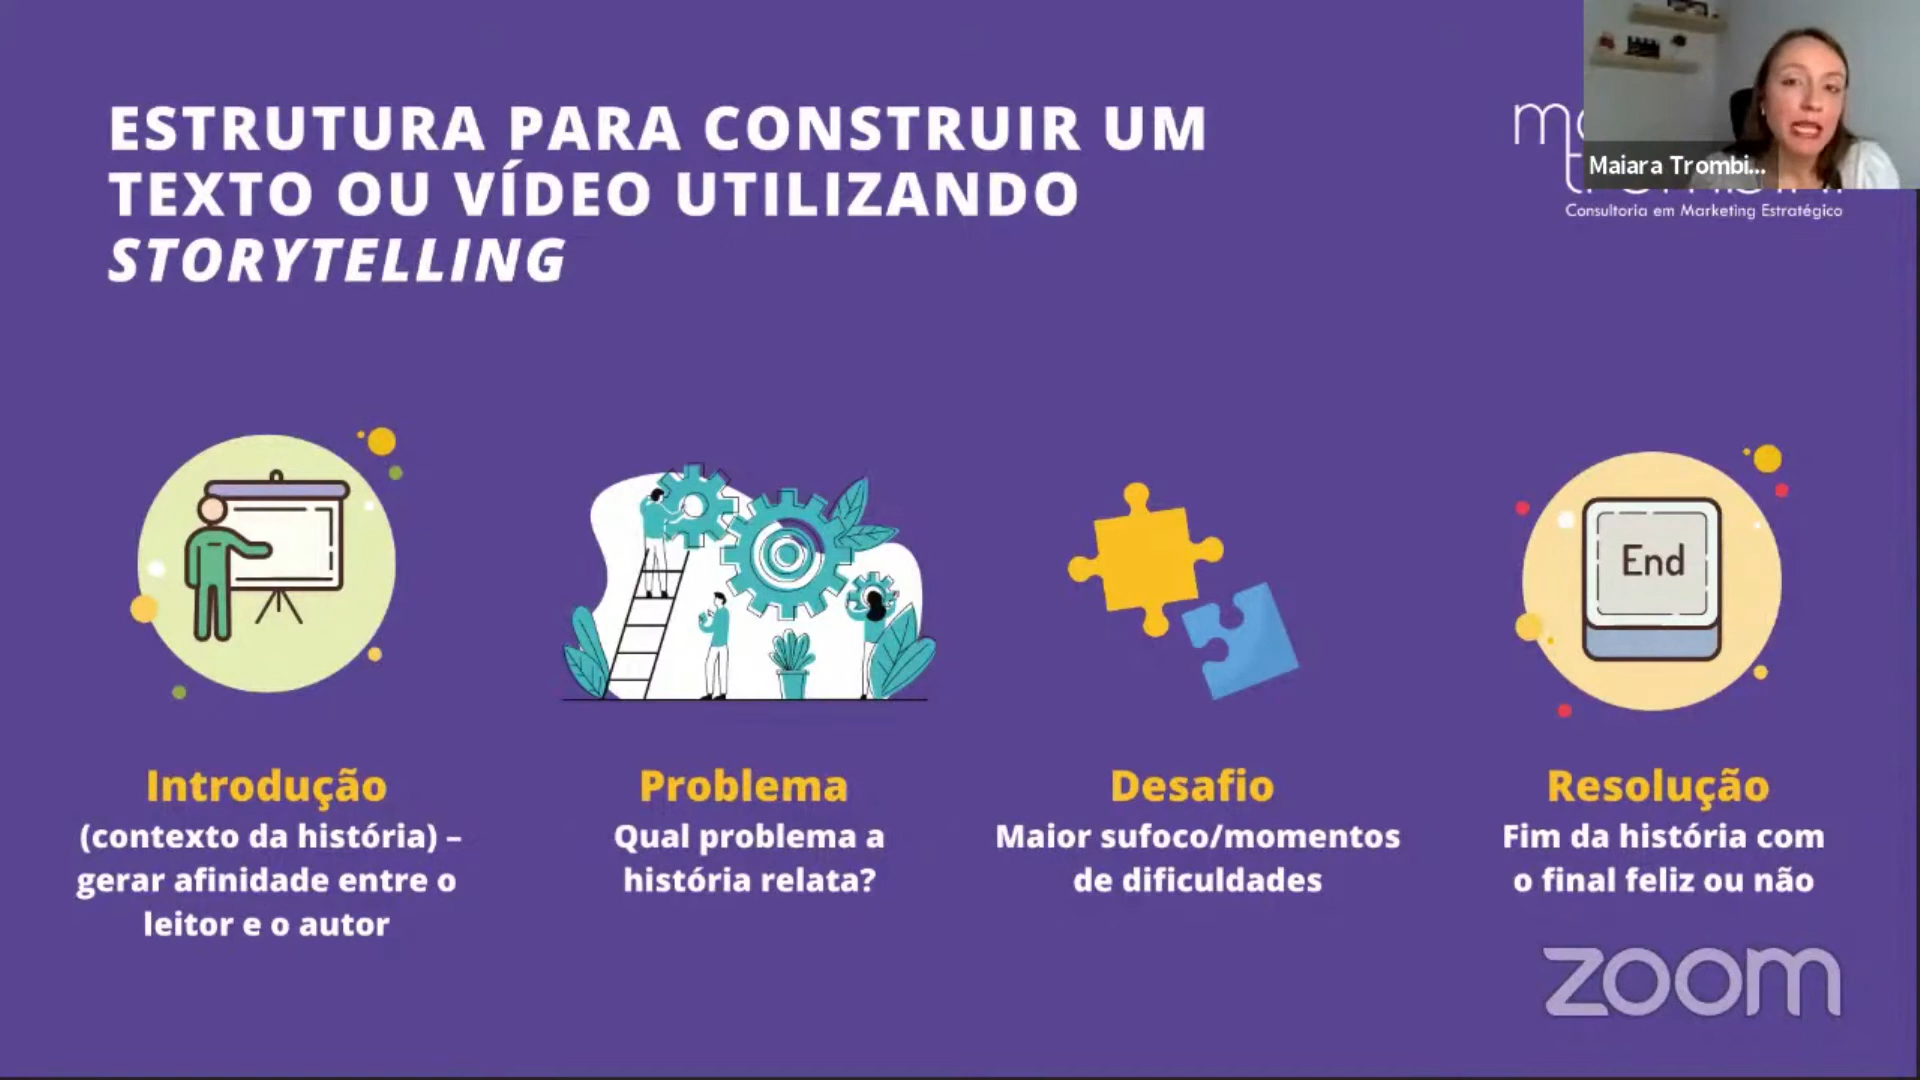 ESTRUTURA PARA CONSTRUIR UM
TEXTO OU VÍDEO UTILIZANDO
STORYTELLING
Maiara Trombi...
Consultoria em Marketing Estratégico
End
Introdução
(contexto da história) –
gerar afinidade entre o
leitor e o autor
Problema
Qual problema a
história relata?
Desafio
Maior sufoco/momentos
de dificuldades
Resolução
Fim da história com
o final feliz ou não
zoom